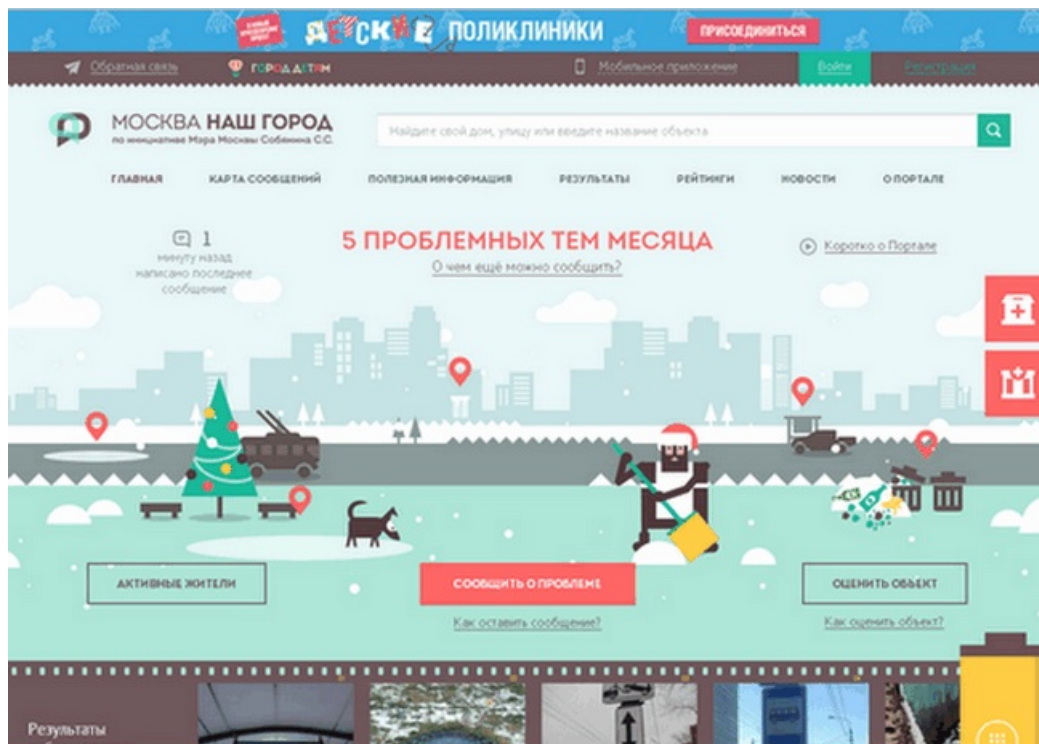 ДЕТСКИЕ ПОЛИКЛИНИКИ
ПРИСОЕДИНИТЬСЯ
Обратная связь
ГОРОД ДЕТЯМ
Мобильное приложение
Войти
Регистрация
МОСКВА НАШ ГОРОД
по инициативе Мэра Москвы Собянина С.С.
Найдите свой дом, улицу или введите название объекта
ГЛАВНАЯ
КАРТА СООБЩЕНИЙ
ПОЛЕЗНАЯ ИНФОРМАЦИЯ
РЕЗУЛЬТАТЫ
РЕЙТИНГИ
НОВОСТИ
О ПОРТАЛЕ
1
минуту назад
написано последнее
сообщение
5 ПРОБЛЕМНЫХ ТЕМ МЕСЯЦА
О чем ещё можно сообщить?
Коротко о Портале
АКТИВНЫЕ ЖИТЕЛИ
СООБЩИТЬ О ПРОБЛЕМЕ
ОЦЕНИТЬ ОБЪЕКТ
Как оставить сообщение?
Как оценить объект?
Результаты